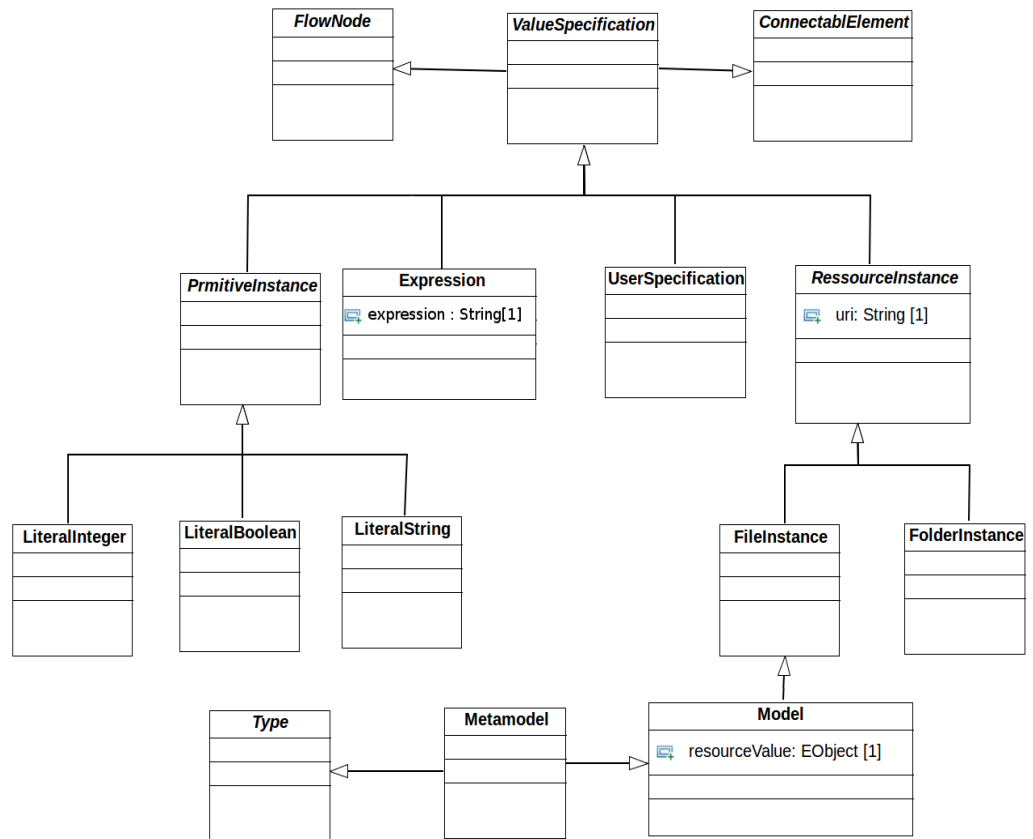 FlowNode
ValueSpecification
ConnectablElement
PrmitiveInstance
Expression
expression : String[1]
UserSpecification
RessourceInstance
uri: String [1]
LiteralInteger
LiteralBoolean
LiteralString
FileInstance
FolderInstance
Type
Metamodel
Model
resourceValue: EObject [1]